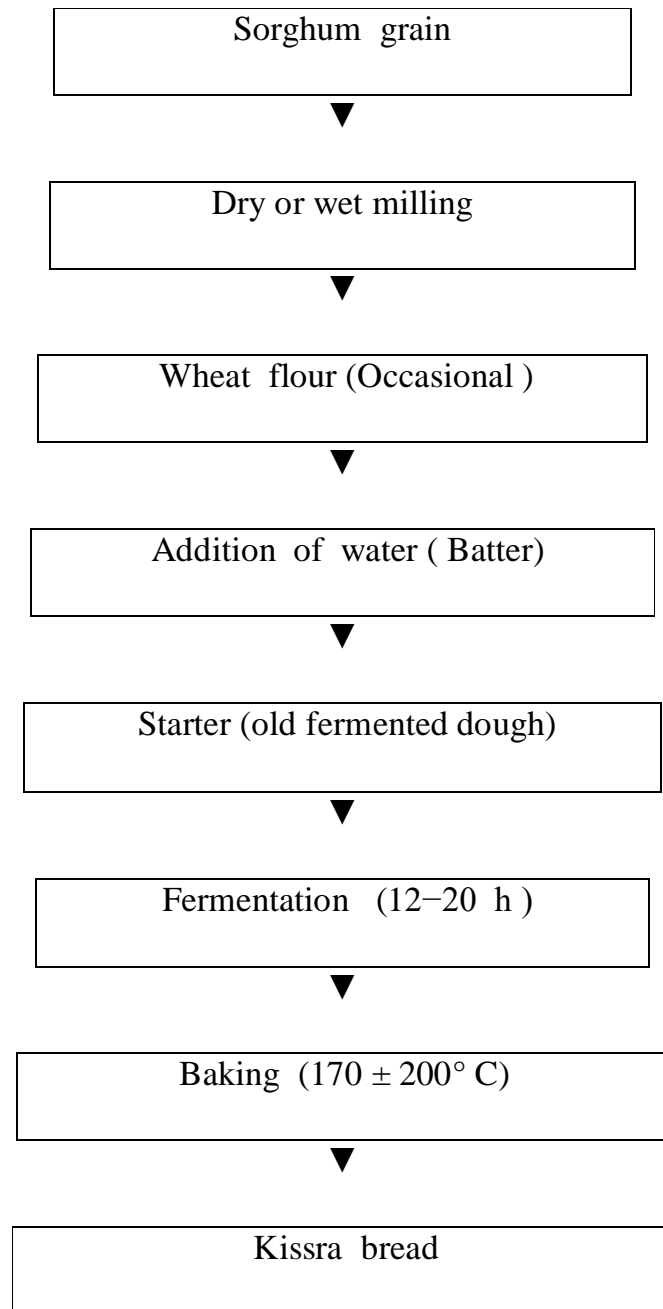 Sorghum grain
Dry or wet milling
Wheat flour (Occasional )
Addition of water ( Batter)
Starter (old fermented dough)
Fermentation (12−20 h )
Baking (170 ± 200° C)
Kissra bread